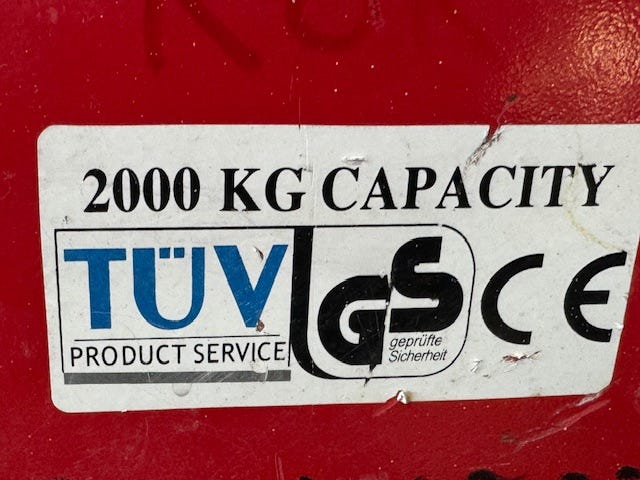 2000 KG CAPACITY
TÜV
PRODUCT SERVICE
GS
geprüfte
Sicherheit
CE